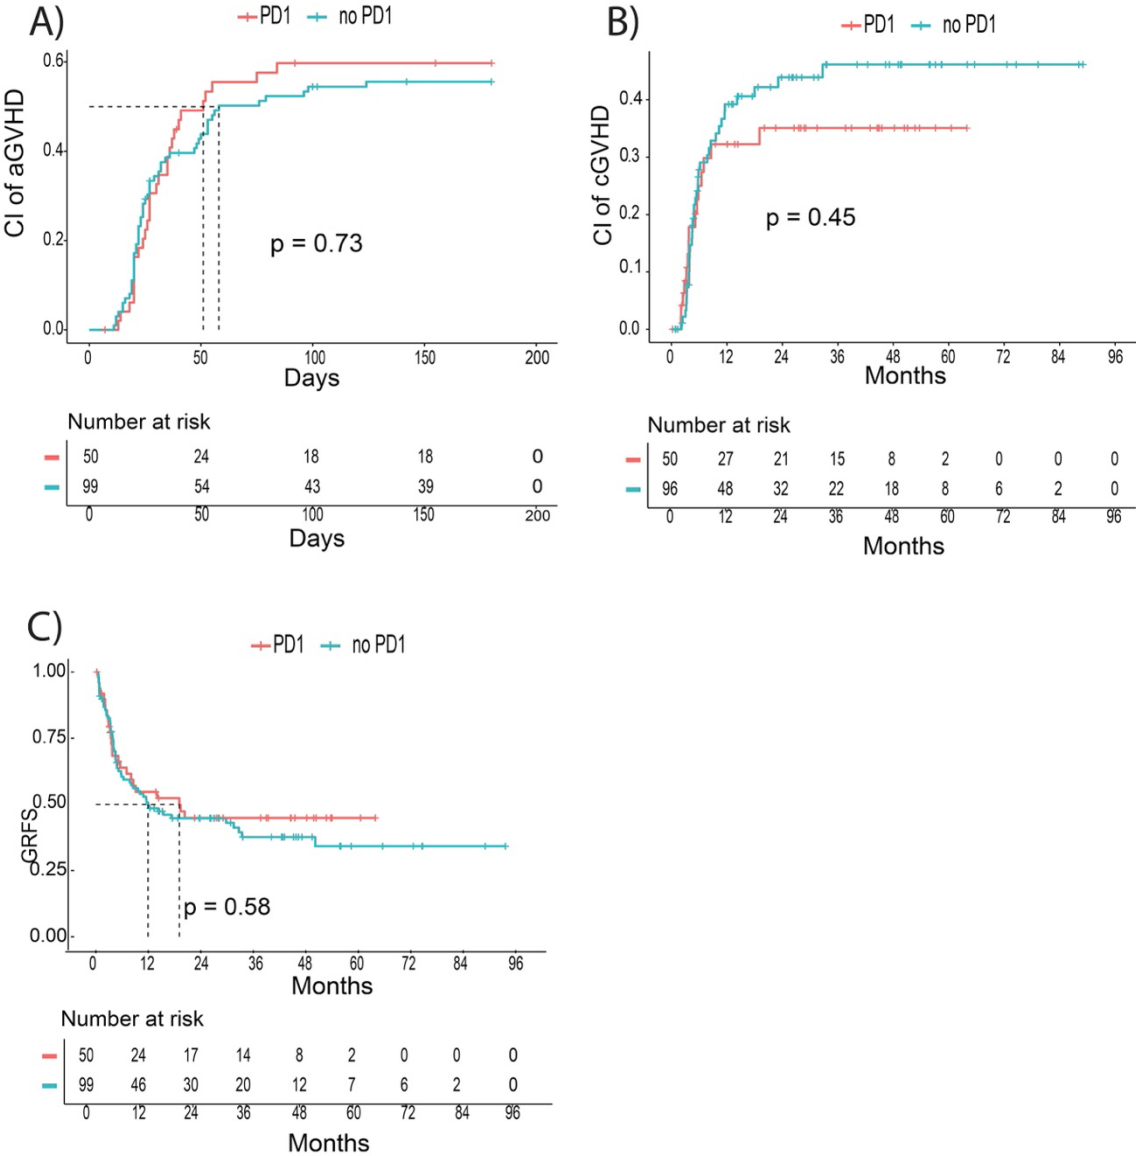 A)
PD1 no PD1
CI of aGVHD
0.6
0.4
0.2
0.0
p = 0.73
0 50 100 150 200
Days
Number at risk
50 24 18 18 0
99 54 43 39 0
0 50 100 150 200
Days
B)
PD1 no PD1
CI of cGVHD
0.4
0.3
0.2
0.1
0.0
p = 0.45
0 12 24 36 48 60 72 84 96
Months
Number at risk
50 27 21 15 8 2 0 0 0
96 48 32 22 18 8 6 2 0
0 12 24 36 48 60 72 84 96
Months
C)
PD1 no PD1
GRFS
1.00
0.75
0.50
0.25
0.00
p = 0.58
0 12 24 36 48 60 72 84 96
Months
Number at risk
50 24 17 14 8 2 0 0 0
99 46 30 20 12 7 6 2 0
0 12 24 36 48 60 72 84 96
Months